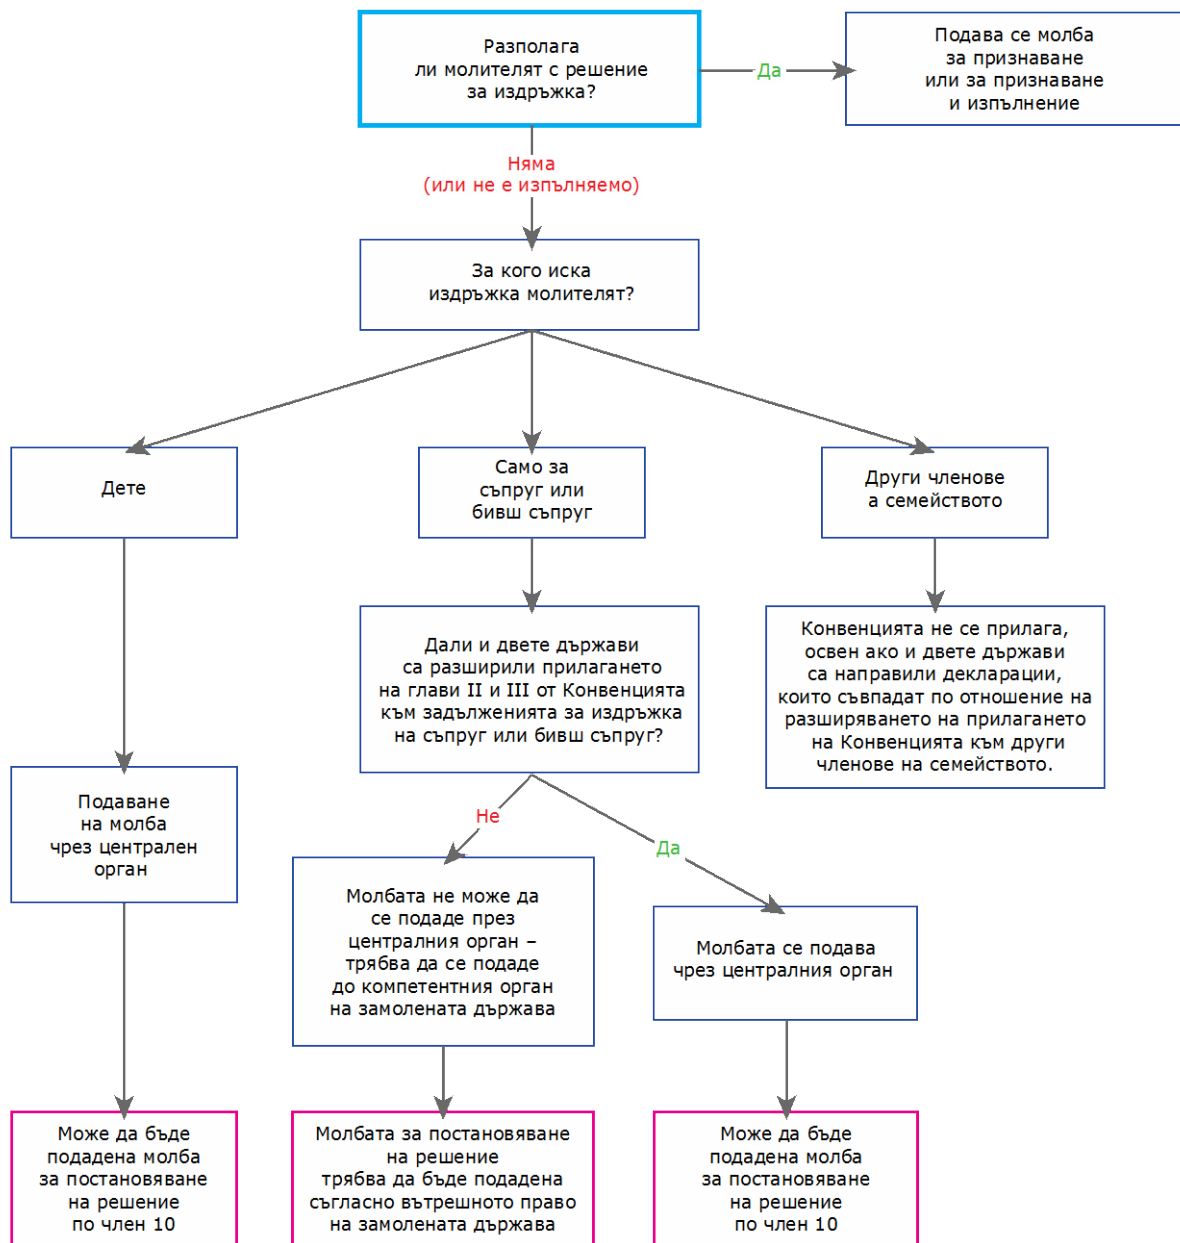 Разполага
ли молителят с решение
за издръжка?
Да
Подава се молба
за признаване
или за признаване
и изпълнение
Няма
(или не е изпълняемо)
За кого иска
издръжка молителят?
Дете
Само за
съпруг или
бивш съпруг
Други членове
а семейството
Дали и двете държави
са разширили прилагането
на глави II и III от Конвенцията
към задълженията за издръжка
на съпруг или бивш съпруг?
Конвенцията не се прилага,
освен ако и двете държави
са направили декларации,
които съвпадат по отношение на
разширяването на прилагането
на Конвенцията към други
членове на семейството.
Подаване
на молба
чрез централен
орган
Не
Да
Молбата не може да
се подаде през
централния орган –
трябва да се подаде
до компетентния орган
на замолената държава
Молбата се подава
чрез централния орган
Може да бъде
подадена молба
за постановяване
на решение
по член 10
Молбата за постановяване
на решение
трябва да бъде подадена
съгласно вътрешното право
на замолената държава
Може да бъде
подадена молба
за постановяване
на решение
по член 10